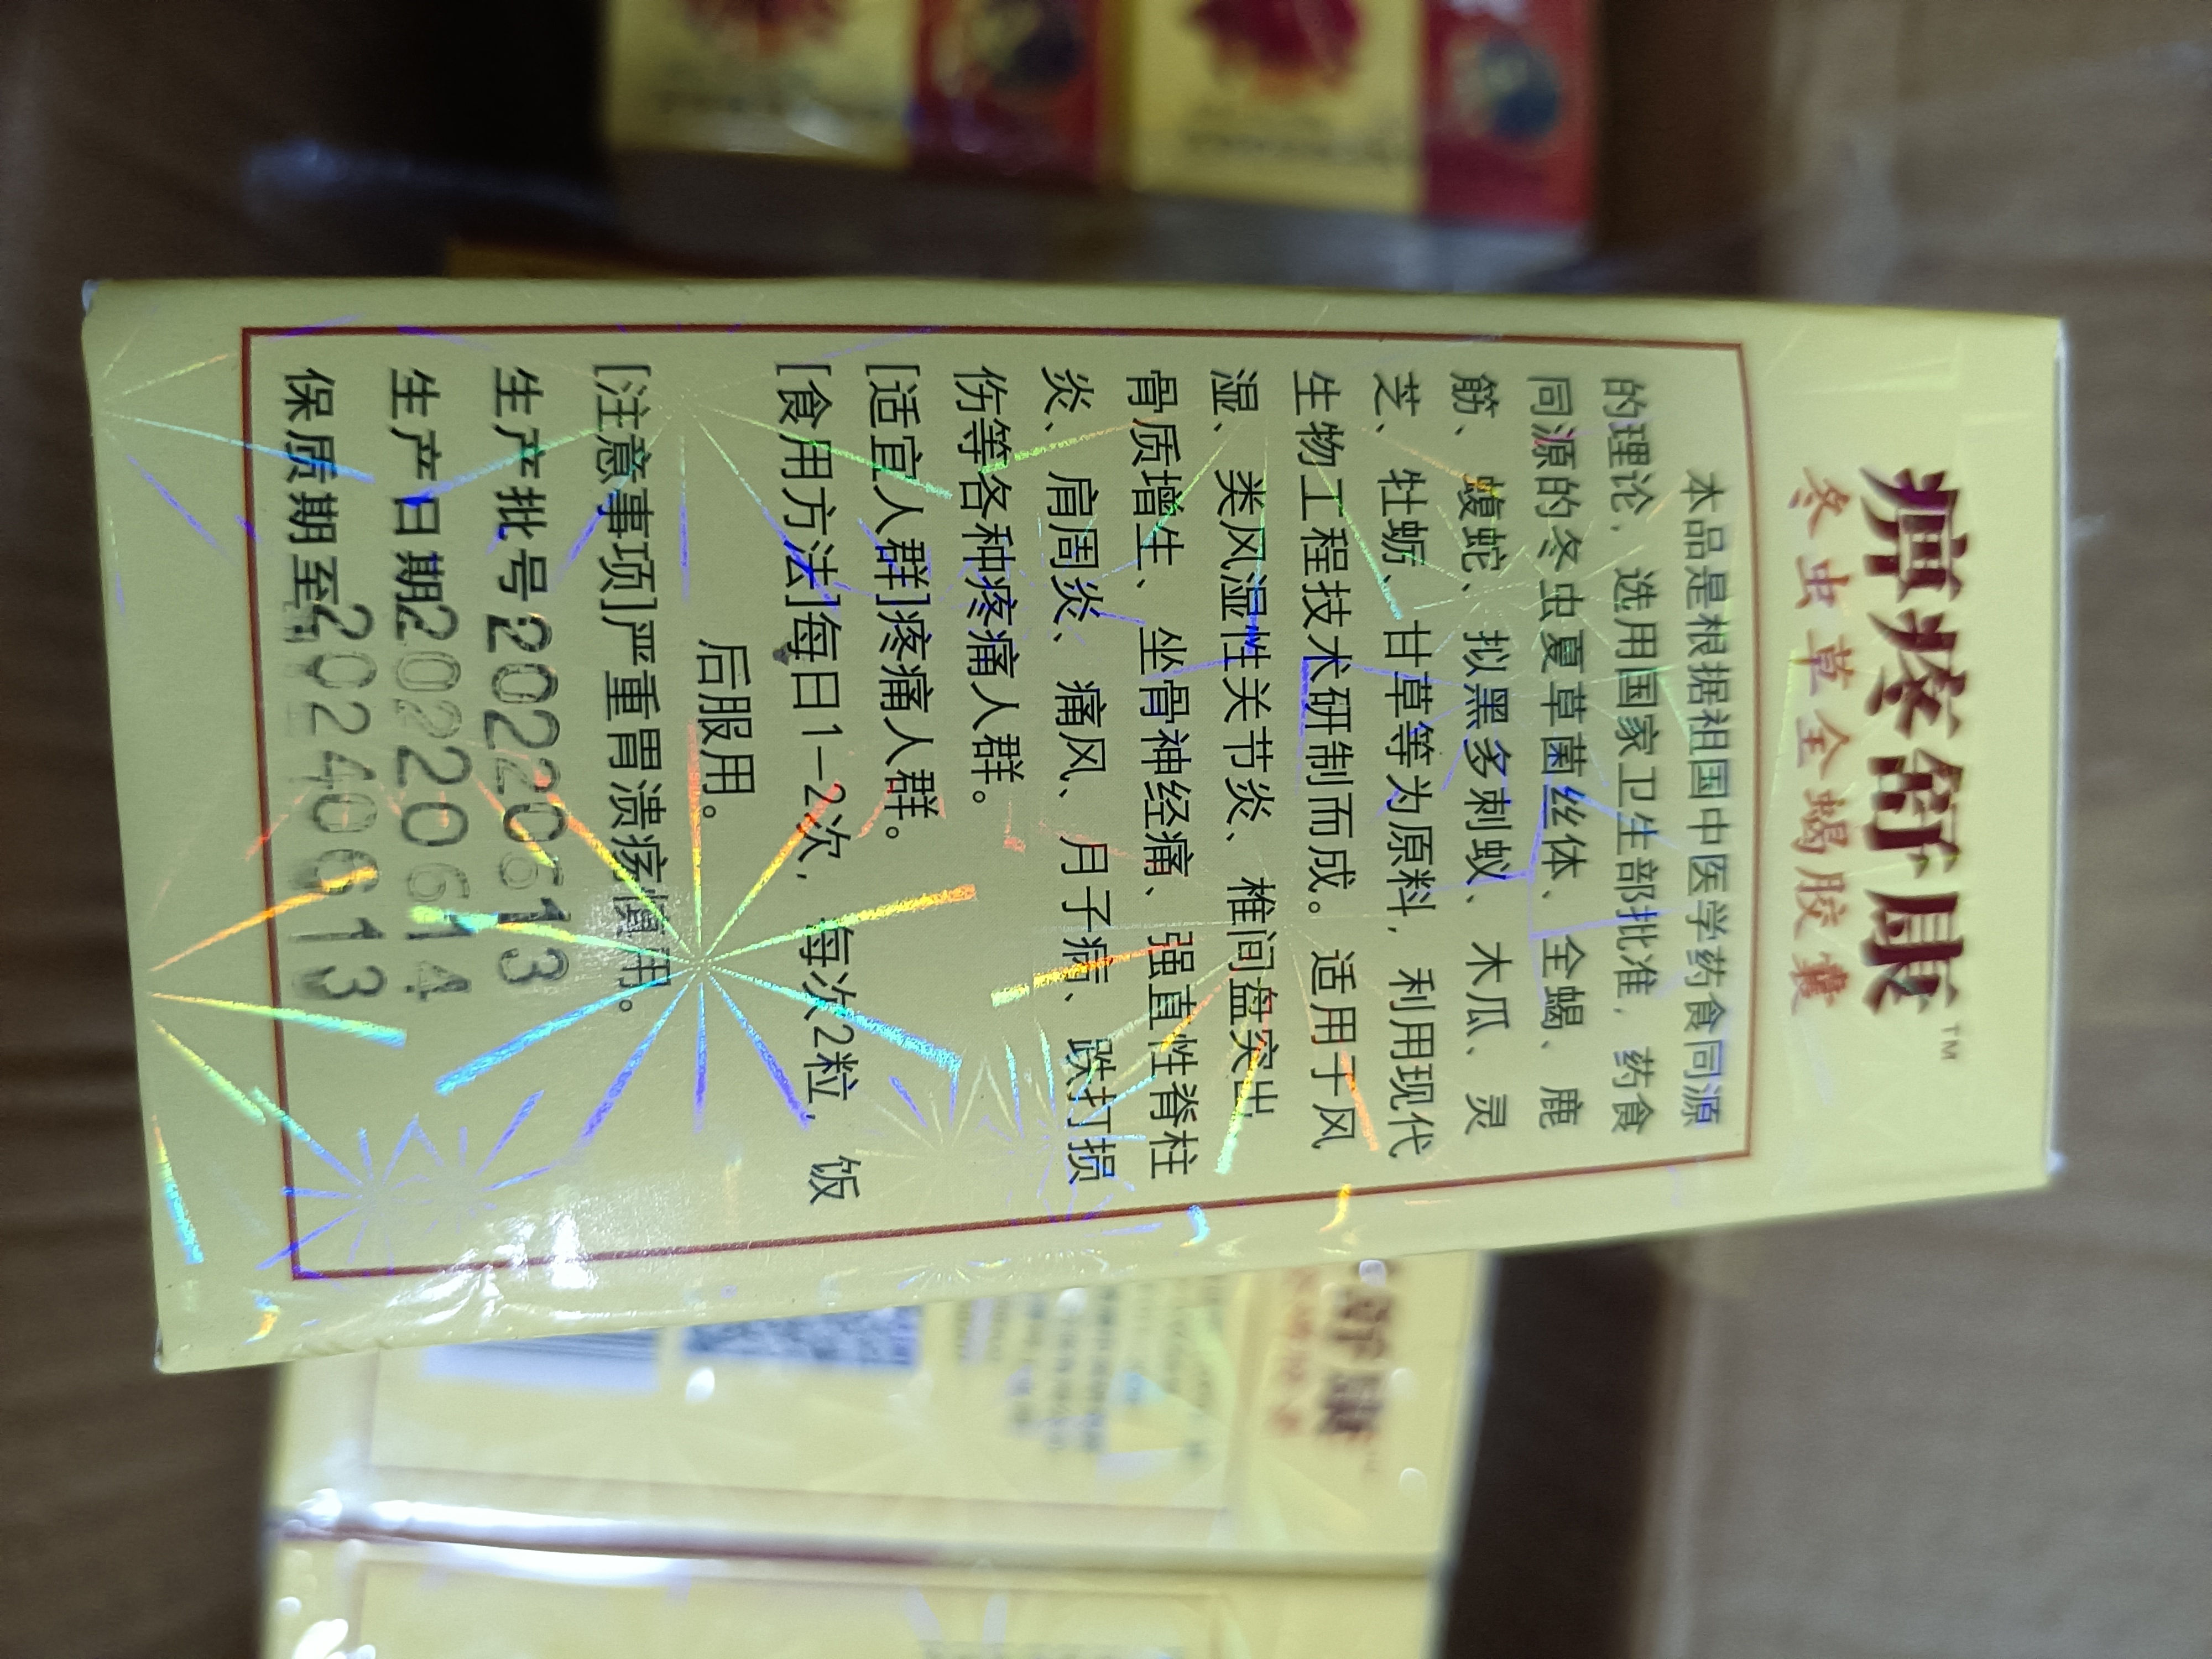 痹疼舒康™
冬虫草全蝎胶囊
本品是根据祖国中医学药食同源
的理论，选用国家卫生部批准，药食
同源的冬虫夏草菌丝体、全蝎、鹿
筋、蝮蛇、拟黑多刺蚁、木瓜、灵
芝、牡蛎、甘草等为原料，利用现代
生物工程技术研制而成。适用于风
湿、类风湿性关节炎、椎间盘突出
骨质增生、坐骨神经痛、强直性脊柱
炎、肩周炎、痛风、月子病、跌打损
伤等各种疼痛人群。
[适宜人群]疼痛人群。
[食用方法]每日1-2次，每次2粒，饭
后服用。
[注意事项]严重胃溃疡慎用。
生产批号20220613
生产日期20220614
保质期至20240613